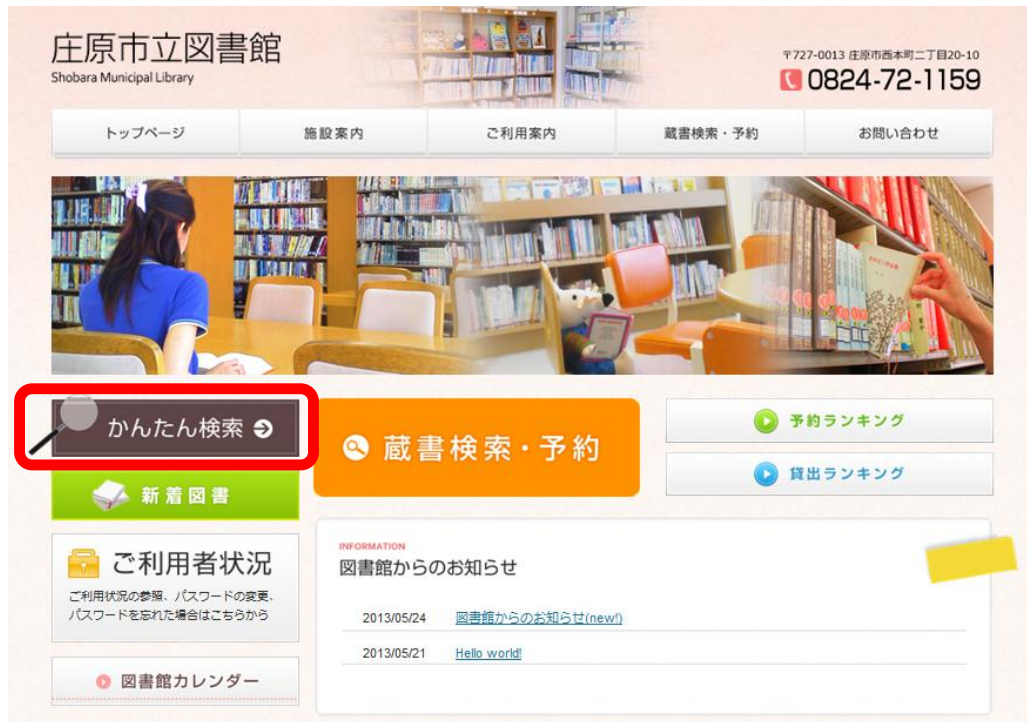 庄原市立図書館
Shobara Municipal Library
〒727-0013 庄原市西本町二丁目20-10
0824-72-1159
トップページ
施設案内
ご利用案内
蔵書検索・予約
お問い合わせ
かんたん検索
蔵書検索・予約
予約ランキング
貸出ランキング
新着図書
ご利用者状況
ご利用状況の参照、パスワードの変更、
パスワードを忘れた場合はこちらから
図書館カレンダー
INFORMATION
図書館からのお知らせ
2013/05/24 図書館からのお知らせ(new!)
2013/05/21 Hello world!